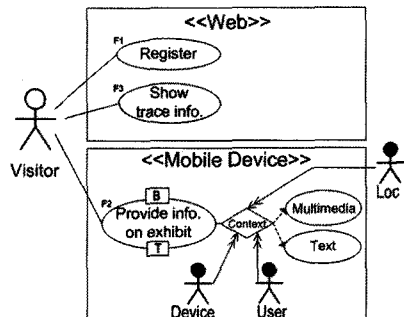 <<Web>>
F1
Register
F3
Show
trace info.
Visitor
<<Mobile Device>>
Loc
B
F2
Provide info.
on exhibit
T
Context
Multimedia
Text
Device
User